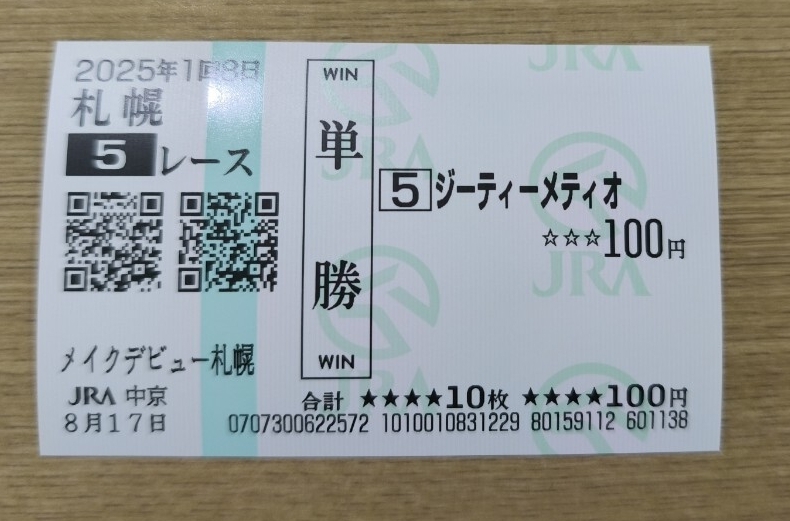 2025年1回8日
札幌
5レース
メイクデビュー札幌
JRA 中京
8月17日
WIN
単勝
WIN
5 ジーティーメティオ
☆☆☆100円
合計 ★★★★10枚 ★★★★100円
0707300622572 1010010831229 80159112 601138
JRA
JRA
JRA